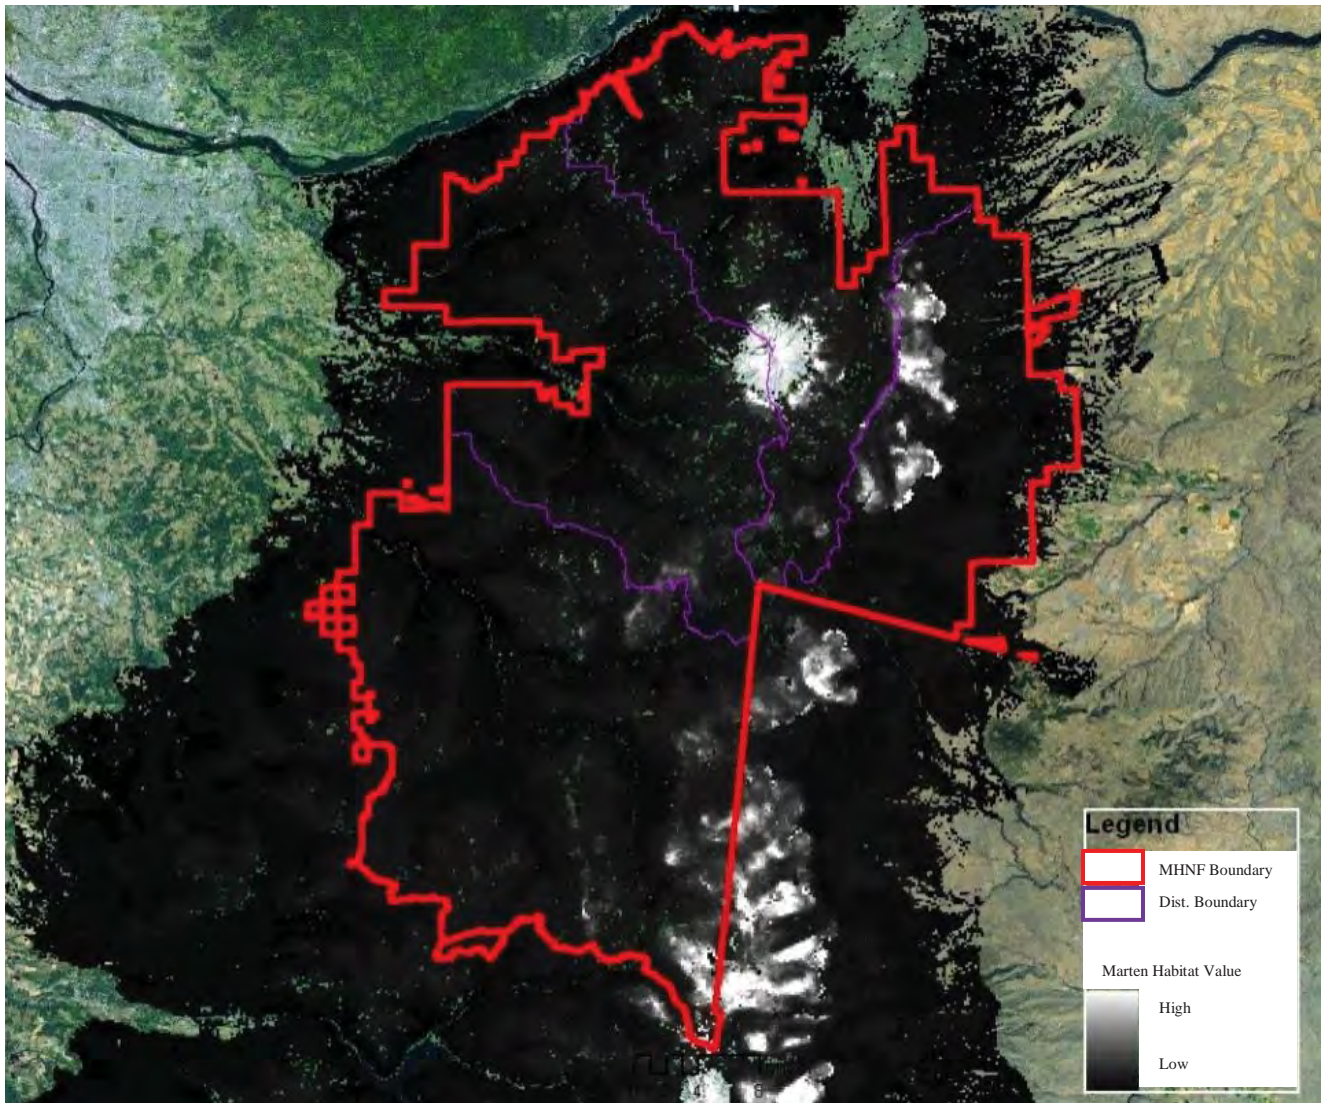 Legend
MHNF Boundary
Dist. Boundary
Marten Habitat Value
High
Low